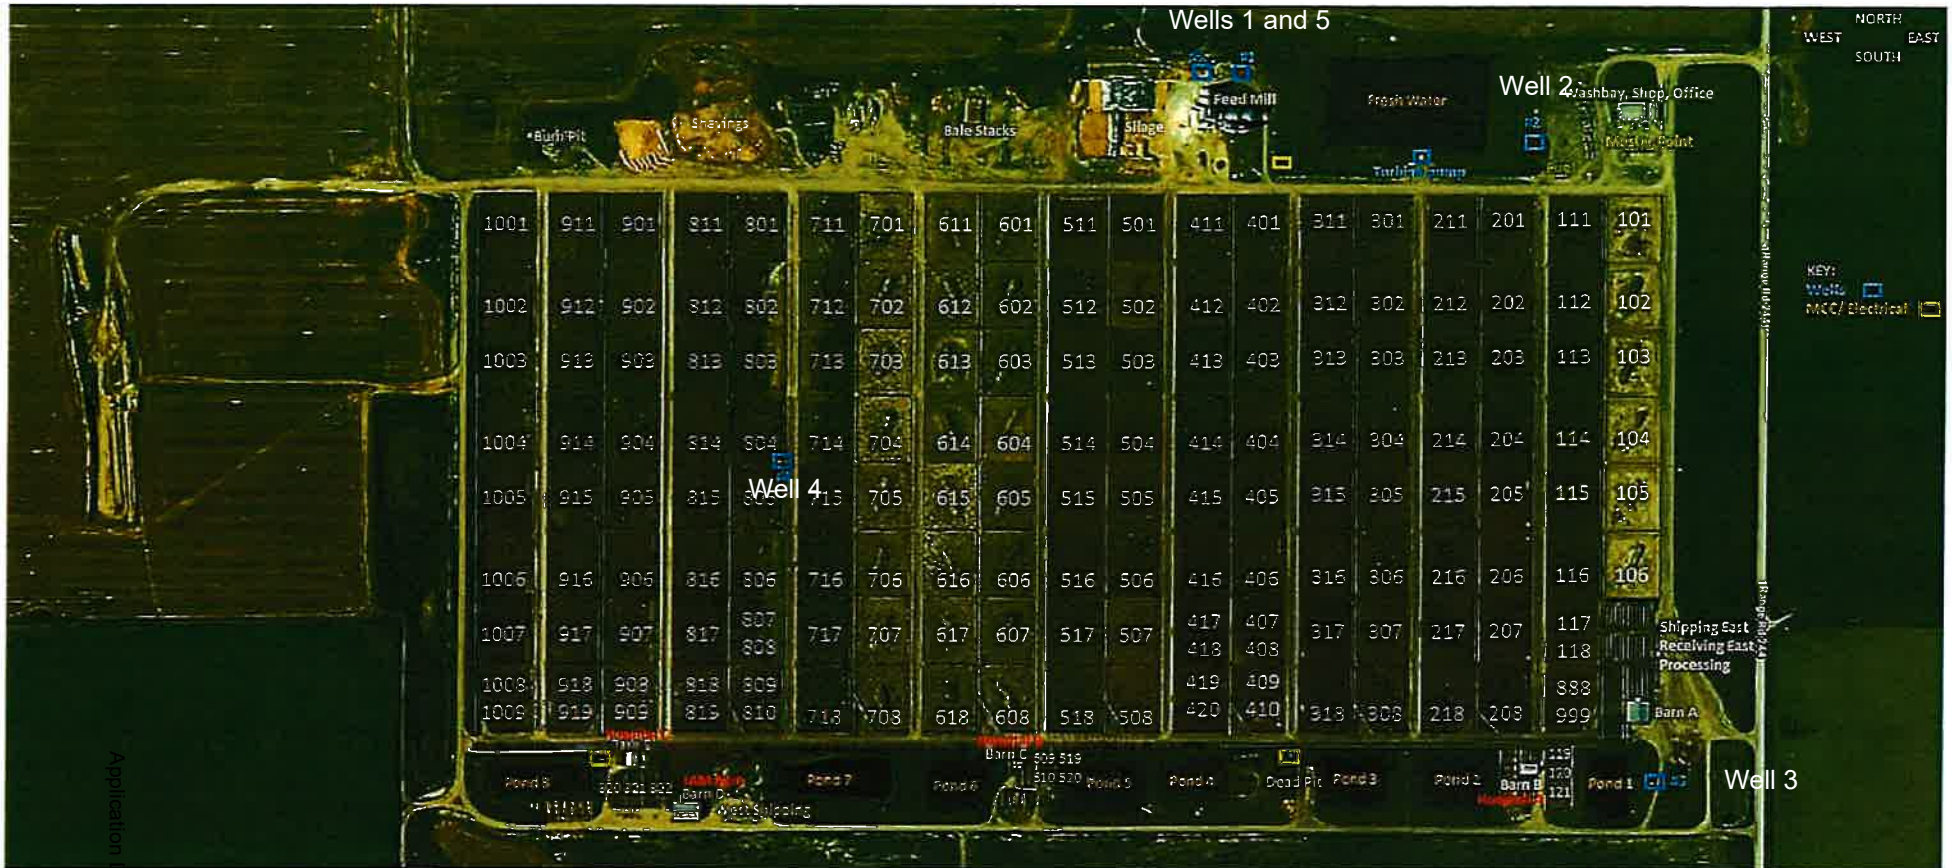 Wells 1 and 5
NORTH
WEST EAST
SOUTH
Well 2
Washbay, Shop, Office
Feed Mill
Fresh Water
Shavings
Burn Pit
Bale Stacks
Silage
#2
Muster Point
Turbine pump
1001 911 901 811 801 711 701 611 601 511 501 411 401 311 301 211 201 111 101
1002 912 902 812 802 712 702 612 602 512 502 412 402 312 302 212 202 112 102
KEY:
Wells
MCC/ Electrical
1003 913 903 813 803 713 703 613 603 513 503 413 403 313 303 213 203 113 103
1004 914 904 814 804 714 704 614 604 514 504 414 404 314 304 214 204 114 104
Well 4
1005 915 905 815 805 715 705 615 605 515 505 415 405 315 305 215 205 115 105
1006 916 906 816 806 716 706 616 606 516 506 416 406 316 306 216 206 116 106
807 417 407 117
1007 917 907 817 717 707 617 607 517 507 317 307 217 207
808 418 408 118
Shipping East
Receiving East
Processing
1008 918 908 818 809 419 409 888
1009 919 909 819 810 718 708 618 608 518 508 420 410 318 308 218 208 999
Barn A
Barn C
509 519
510 520
119
120
121
Pond 8
820 821 822
Barn D
West Shipping
Pond 7
Pond 6
Pond 5
Pond 4
Dead Pit
Pond 3
Pond 2
Barn B
Pond 1
Well 3